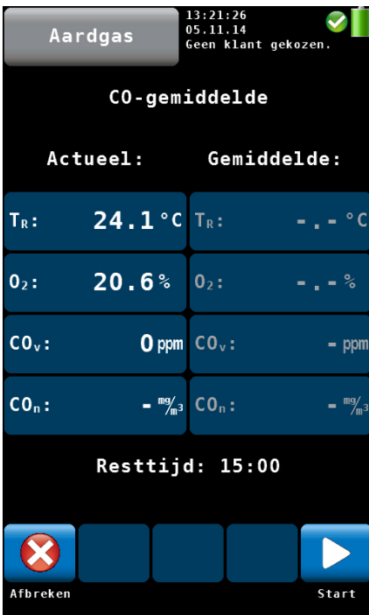 Aardgas
13:21:26
05.11.14
Geen klant gekozen.
CO-gemiddelde
Actueel: Gemiddelde:
TR: 24.1 °C TR: -.- °C
O2: 20.6 % O2: -.- %
COv: 0 ppm COv: - ppm
COn: - mg/m3 COn: - mg/m3
Resttijd: 15:00
Afbreken Start